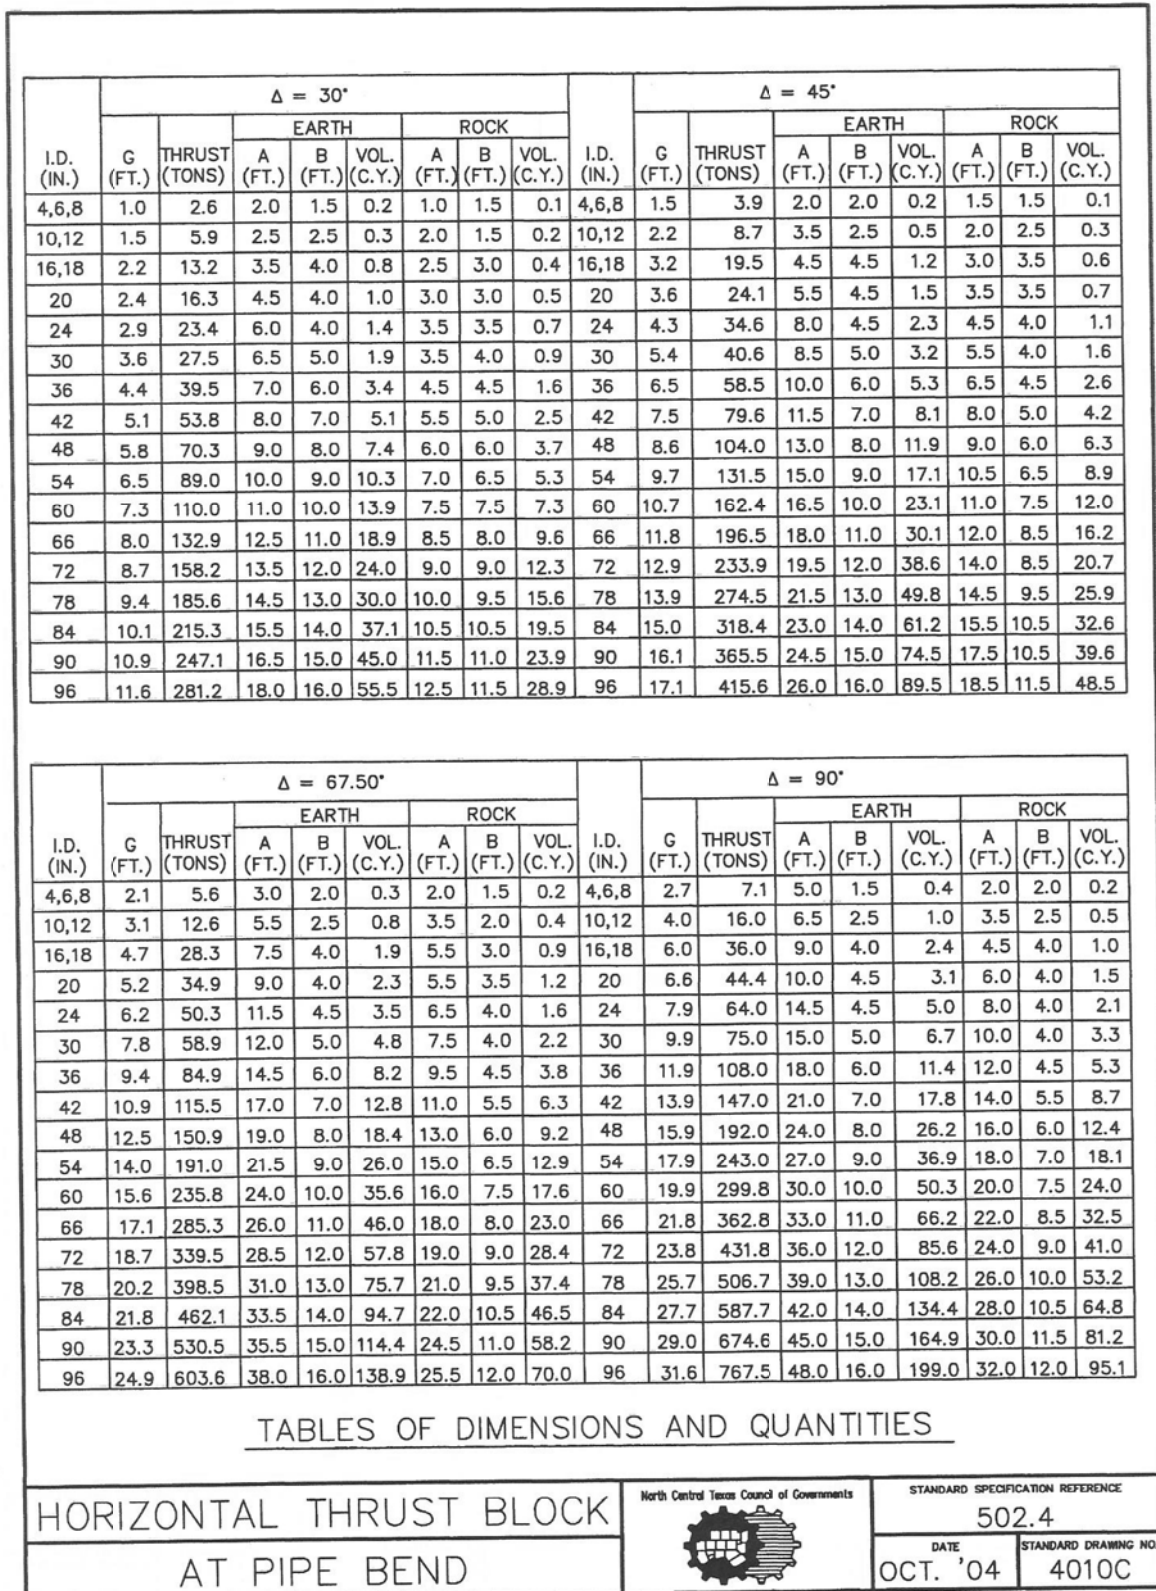 Δ = 30° Δ = 45°
EARTH ROCK EARTH ROCK
I.D. (IN.) G (FT.) THRUST (TONS) A (FT.) B (FT.) VOL. (C.Y.) A (FT.) B (FT.) VOL. (C.Y.) I.D. (IN.) G (FT.) THRUST (TONS) A (FT.) B (FT.) VOL. (C.Y.) A (FT.) B (FT.) VOL. (C.Y.)
4,6,8 1.0 2.6 2.0 1.5 0.2 1.0 1.5 0.1 4,6,8 1.5 3.9 2.0 2.0 0.2 1.5 1.5 0.1
10,12 1.5 5.9 2.5 2.5 0.3 2.0 1.5 0.2 10,12 2.2 8.7 3.5 2.5 0.5 2.0 2.5 0.3
16,18 2.2 13.2 3.5 4.0 0.8 2.5 3.0 0.4 16,18 3.2 19.5 4.5 4.5 1.2 3.0 3.5 0.6
20 2.4 16.3 4.5 4.0 1.0 3.0 3.0 0.5 20 3.6 24.1 5.5 4.5 1.5 3.5 3.5 0.7
24 2.9 23.4 6.0 4.0 1.4 3.5 3.5 0.7 24 4.3 34.6 8.0 4.5 2.3 4.5 4.0 1.1
30 3.6 27.5 6.5 5.0 1.9 3.5 4.0 0.9 30 5.4 40.6 8.5 5.0 3.2 5.5 4.0 1.6
36 4.4 39.5 7.0 6.0 3.4 4.5 4.5 1.6 36 6.5 58.5 10.0 6.0 5.3 6.5 4.5 2.6
42 5.1 53.8 8.0 7.0 5.1 5.5 5.0 2.5 42 7.5 79.6 11.5 7.0 8.1 8.0 5.0 4.2
48 5.8 70.3 9.0 8.0 7.4 6.0 6.0 3.7 48 8.6 104.0 13.0 8.0 11.9 9.0 6.0 6.3
54 6.5 89.0 10.0 9.0 10.3 7.0 6.5 5.3 54 9.7 131.5 15.0 9.0 17.1 10.5 6.5 8.9
60 7.3 110.0 11.0 10.0 13.9 7.5 7.5 7.3 60 10.7 162.4 16.5 10.0 23.1 11.0 7.5 12.0
66 8.0 132.9 12.5 11.0 18.9 8.5 8.0 9.6 66 11.8 196.5 18.0 11.0 30.1 12.0 8.5 16.2
72 8.7 158.2 13.5 12.0 24.0 9.0 9.0 12.3 72 12.9 233.9 19.5 12.0 38.6 14.0 8.5 20.7
78 9.4 185.6 14.5 13.0 30.0 10.0 9.5 15.6 78 13.9 274.5 21.5 13.0 49.8 14.5 9.5 25.9
84 10.1 215.3 15.5 14.0 37.1 10.5 10.5 19.5 84 15.0 318.4 23.0 14.0 61.2 15.5 10.5 32.6
90 10.9 247.1 16.5 15.0 45.0 11.5 11.0 23.9 90 16.1 365.5 24.5 15.0 74.5 17.5 10.5 39.6
96 11.6 281.2 18.0 16.0 55.5 12.5 11.5 28.9 96 17.1 415.6 26.0 16.0 89.5 18.5 11.5 48.5
Δ = 67.50° Δ = 90°
EARTH ROCK EARTH ROCK
I.D. (IN.) G (FT.) THRUST (TONS) A (FT.) B (FT.) VOL. (C.Y.) A (FT.) B (FT.) VOL. (C.Y.) I.D. (IN.) G (FT.) THRUST (TONS) A (FT.) B (FT.) VOL. (C.Y.) A (FT.) B (FT.) VOL. (C.Y.)
4,6,8 2.1 5.6 3.0 2.0 0.3 2.0 1.5 0.2 4,6,8 2.7 7.1 5.0 1.5 0.4 2.0 2.0 0.2
10,12 3.1 12.6 5.5 2.5 0.8 3.5 2.0 0.4 10,12 4.0 16.0 6.5 2.5 1.0 3.5 2.5 0.5
16,18 4.7 28.3 7.5 4.0 1.9 5.5 3.0 0.9 16,18 6.0 36.0 9.0 4.0 2.4 4.5 4.0 1.0
20 5.2 34.9 9.0 4.0 2.3 5.5 3.5 1.2 20 6.6 44.4 10.0 4.5 3.1 6.0 4.0 1.5
24 6.2 50.3 11.5 4.5 3.5 6.5 4.0 1.6 24 7.9 64.0 14.5 4.5 5.0 8.0 4.0 2.1
30 7.8 58.9 12.0 5.0 4.8 7.5 4.0 2.2 30 9.9 75.0 15.0 5.0 6.7 10.0 4.0 3.3
36 9.4 84.9 14.5 6.0 8.2 9.5 4.5 3.8 36 11.9 108.0 18.0 6.0 11.4 12.0 4.5 5.3
42 10.9 115.5 17.0 7.0 12.8 11.0 5.5 6.3 42 13.9 147.0 21.0 7.0 17.8 14.0 5.5 8.7
48 12.5 150.9 19.0 8.0 18.4 13.0 6.0 9.2 48 15.9 192.0 24.0 8.0 26.2 16.0 6.0 12.4
54 14.0 191.0 21.5 9.0 26.0 15.0 6.5 12.9 54 17.9 243.0 27.0 9.0 36.9 18.0 7.0 18.1
60 15.6 235.8 24.0 10.0 35.6 16.0 7.5 17.6 60 19.9 299.8 30.0 10.0 50.3 20.0 7.5 24.0
66 17.1 285.3 26.0 11.0 46.0 18.0 8.0 23.0 66 21.8 362.8 33.0 11.0 66.2 22.0 8.5 32.5
72 18.7 339.5 28.5 12.0 57.8 19.0 9.0 28.4 72 23.8 431.8 36.0 12.0 85.6 24.0 9.0 41.0
78 20.2 398.5 31.0 13.0 75.7 21.0 9.5 37.4 78 25.7 506.7 39.0 13.0 108.2 26.0 10.0 53.2
84 21.8 462.1 33.5 14.0 94.7 22.0 10.5 46.5 84 27.7 587.7 42.0 14.0 134.4 28.0 10.5 64.8
90 23.3 530.5 35.5 15.0 114.4 24.5 11.0 58.2 90 29.0 674.6 45.0 15.0 164.9 30.0 11.5 81.2
96 24.9 603.6 38.0 16.0 138.9 25.5 12.0 70.0 96 31.6 767.5 48.0 16.0 199.0 32.0 12.0 95.1
TABLES OF DIMENSIONS AND QUANTITIES
HORIZONTAL THRUST BLOCK
AT PIPE BEND
North Central Texas Council of Governments
STANDARD SPECIFICATION REFERENCE
502.4
DATE
OCT. '04
STANDARD DRAWING NO.
4010C